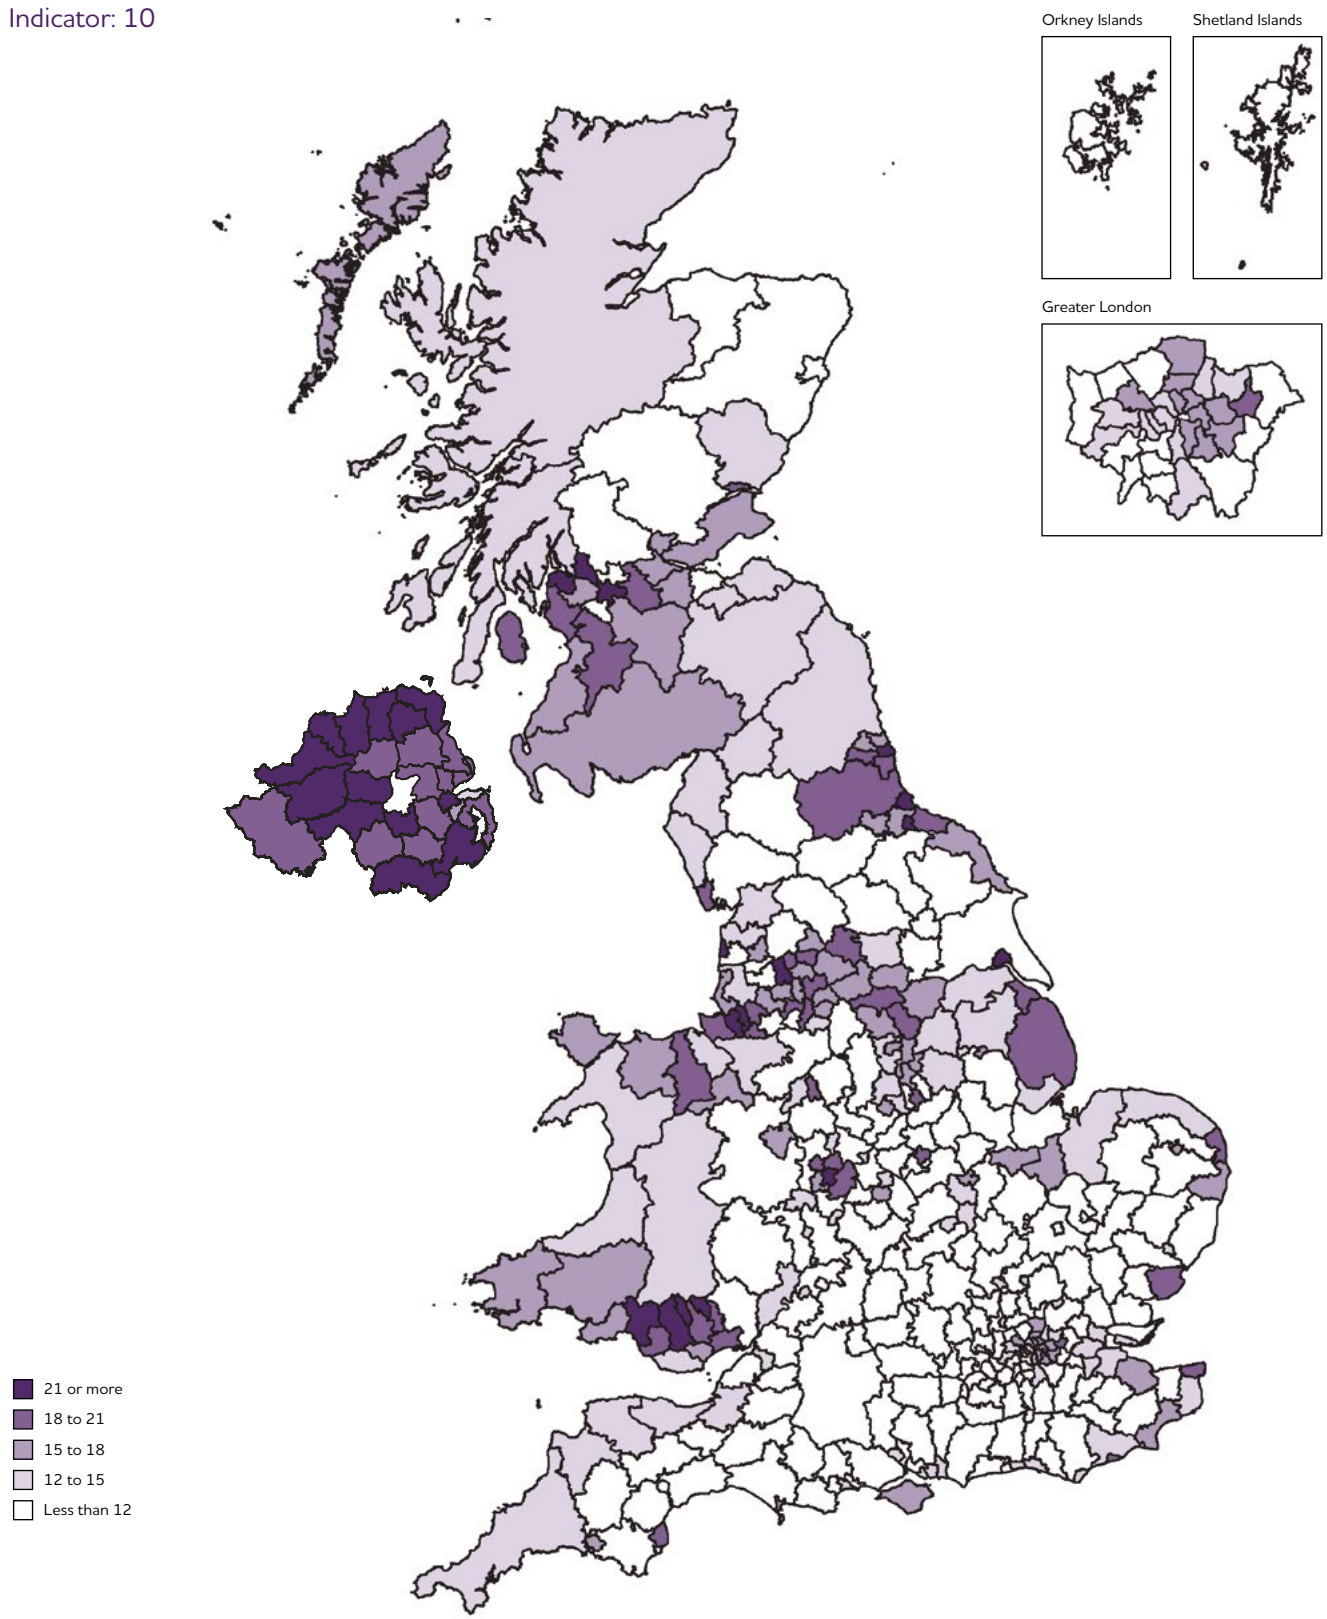 Indicator: 10
Orkney Islands
Shetland Islands
Greater London
21 or more
18 to 21
15 to 18
12 to 15
Less than 12